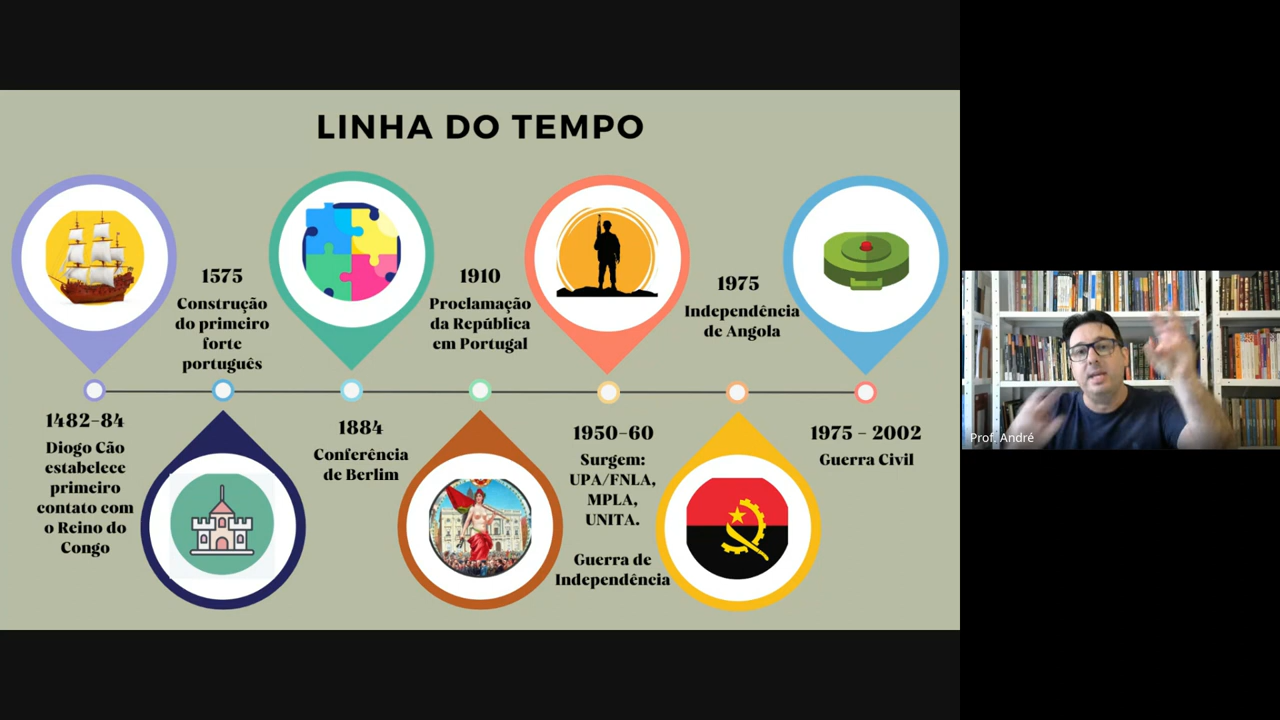 LINHA DO TEMPO
1482-84
Diogo Cão
estabelece
primeiro
contato com
o Reino do
Congo
1575
Construção
do primeiro
forte
português
1884
Conferência
de Berlim
1910
Proclamação
da República
em Portugal
1950-60
Surgem:
UPA/FNLA,
MPLA,
UNITA.
Guerra de
Independência
1975
Independência
de Angola
1975 - 2002
Guerra Civil
Prof. André